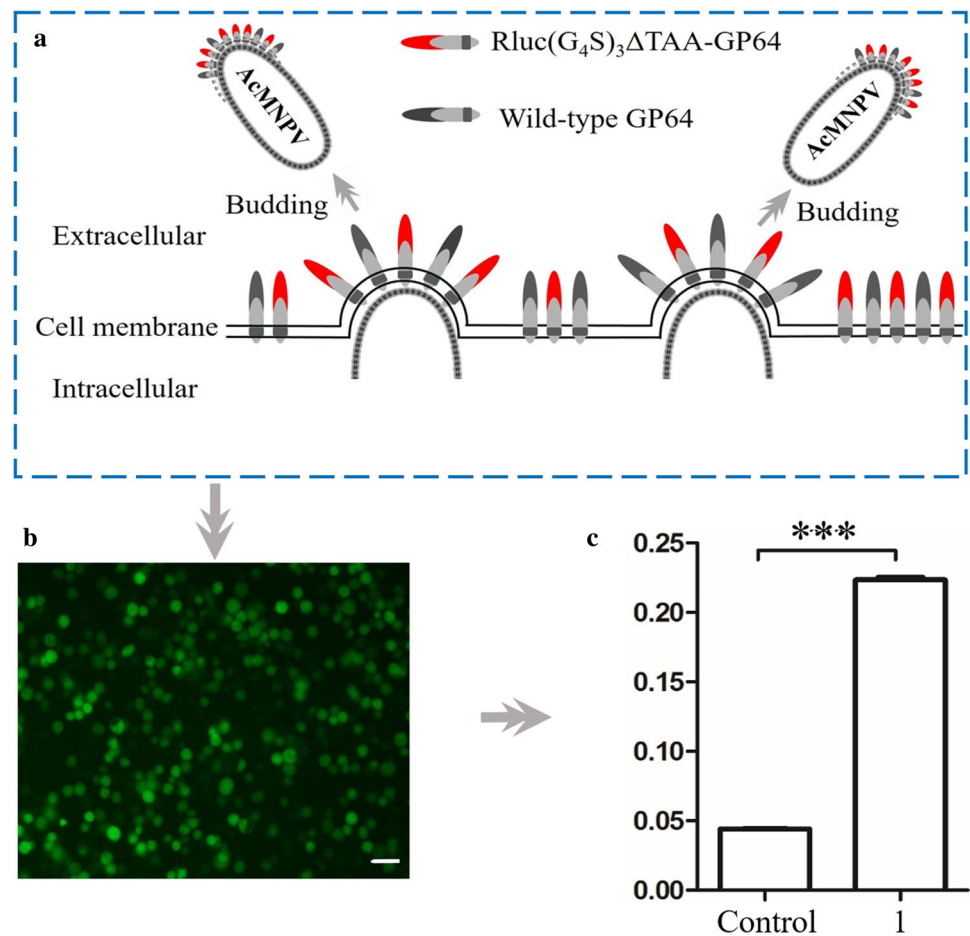 a
Rluc(G₄S)₃ΔTAA-GP64
Wild-type GP64
AcMNPV
AcMNPV
Budding
Budding
Extracellular
Cell membrane
Intracellular
b
c
***
0.25
0.20
0.15
0.10
0.05
0.00
Control
1